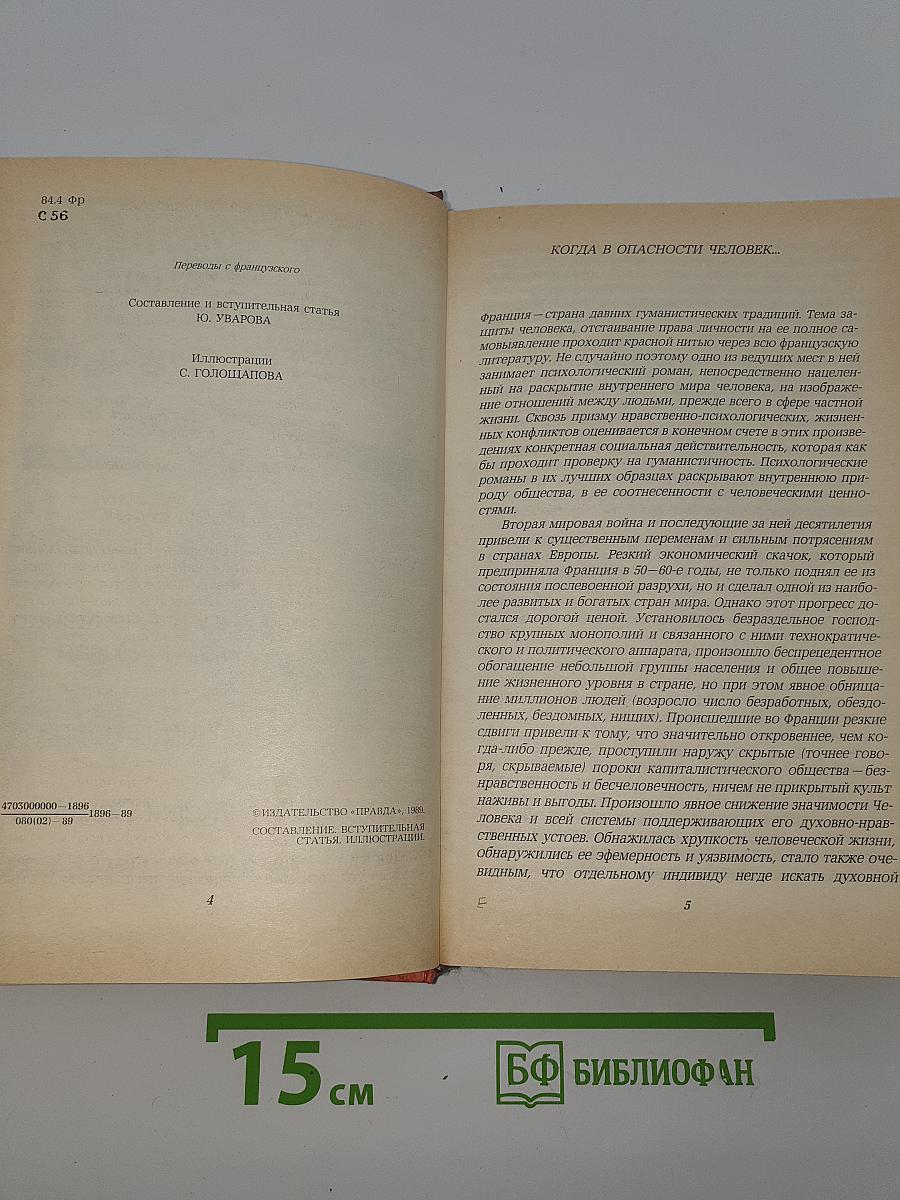 84.4 Фр
С 56
Переводы с французского
Составление и вступительная статья
Ю. УВАРОВА
Иллюстрации
С. ГОЛОЩАПОВА
4703000000—1896
080(02)—89
1896—89
©ИЗДАТЕЛЬСТВО «ПРАВДА», 1989.
СОСТАВЛЕНИЕ. ВСТУПИТЕЛЬНАЯ
СТАТЬЯ. ИЛЛЮСТРАЦИИ.
4
КОГДА В ОПАСНОСТИ ЧЕЛОВЕК...
Франция — страна давних гуманистических традиций. Тема за-
щиты человека, отстаивание права личности на ее полное са-
мовыявление проходит красной нитью через всю французскую
литературу. Не случайно поэтому одно из ведущих мест в ней
занимает психологический роман, непосредственно нацелен-
ный на раскрытие внутреннего мира человека, на изображе-
ние отношений между людьми, прежде всего в сфере частной
жизни. Сквозь призму нравственно-психологических, жизнен-
ных конфликтов оценивается в конечном счете в этих произве-
дениях конкретная социальная действительность, которая как
бы проходит проверку на гуманистичность. Психологические
романы в их лучших образцах раскрывают внутреннюю при-
роду общества, в ее соотнесенности с человеческими ценно-
стями.
Вторая мировая война и последующие за ней десятилетия
привели к существенным переменам и сильным потрясениям
в странах Европы. Резкий экономический скачок, который
предприняла Франция в 50—60-е годы, не только поднял ее из
состояния послевоенной разрухи, но и сделал одной из наибо-
лее развитых и богатых стран мира. Однако этот прогресс до-
стался дорогой ценой. Установилось безраздельное господ-
ство крупных монополий и связанного с ними технократиче-
ского и политического аппарата, произошло беспрецедентное
обогащение небольшой группы населения и общее повыше-
ние жизненного уровня в стране, но при этом явное обнища-
ние миллионов людей (возросло число безработных, обездо-
ленных, бездомных, нищих). Происшедшие во Франции резкие
сдвиги привели к тому, что значительно откровеннее, чем ко-
гда-либо прежде, проступили наружу скрытые (точнее гово-
ря, скрываемые) пороки капиталистического общества — без-
нравственность и бесчеловечность, ничем не прикрытый культ
наживы и выгоды. Произошло явное снижение значимости Че-
ловека и всей системы поддерживающих его духовно-нрав-
ственных устоев. Обнажилась хрупкость человеческой жизни,
обнаружились ее эфемерность и уязвимость, стало также оче-
видным, что отдельному индивиду негде искать духовной
Е
5
15 см
БФ БИБЛИОФАН